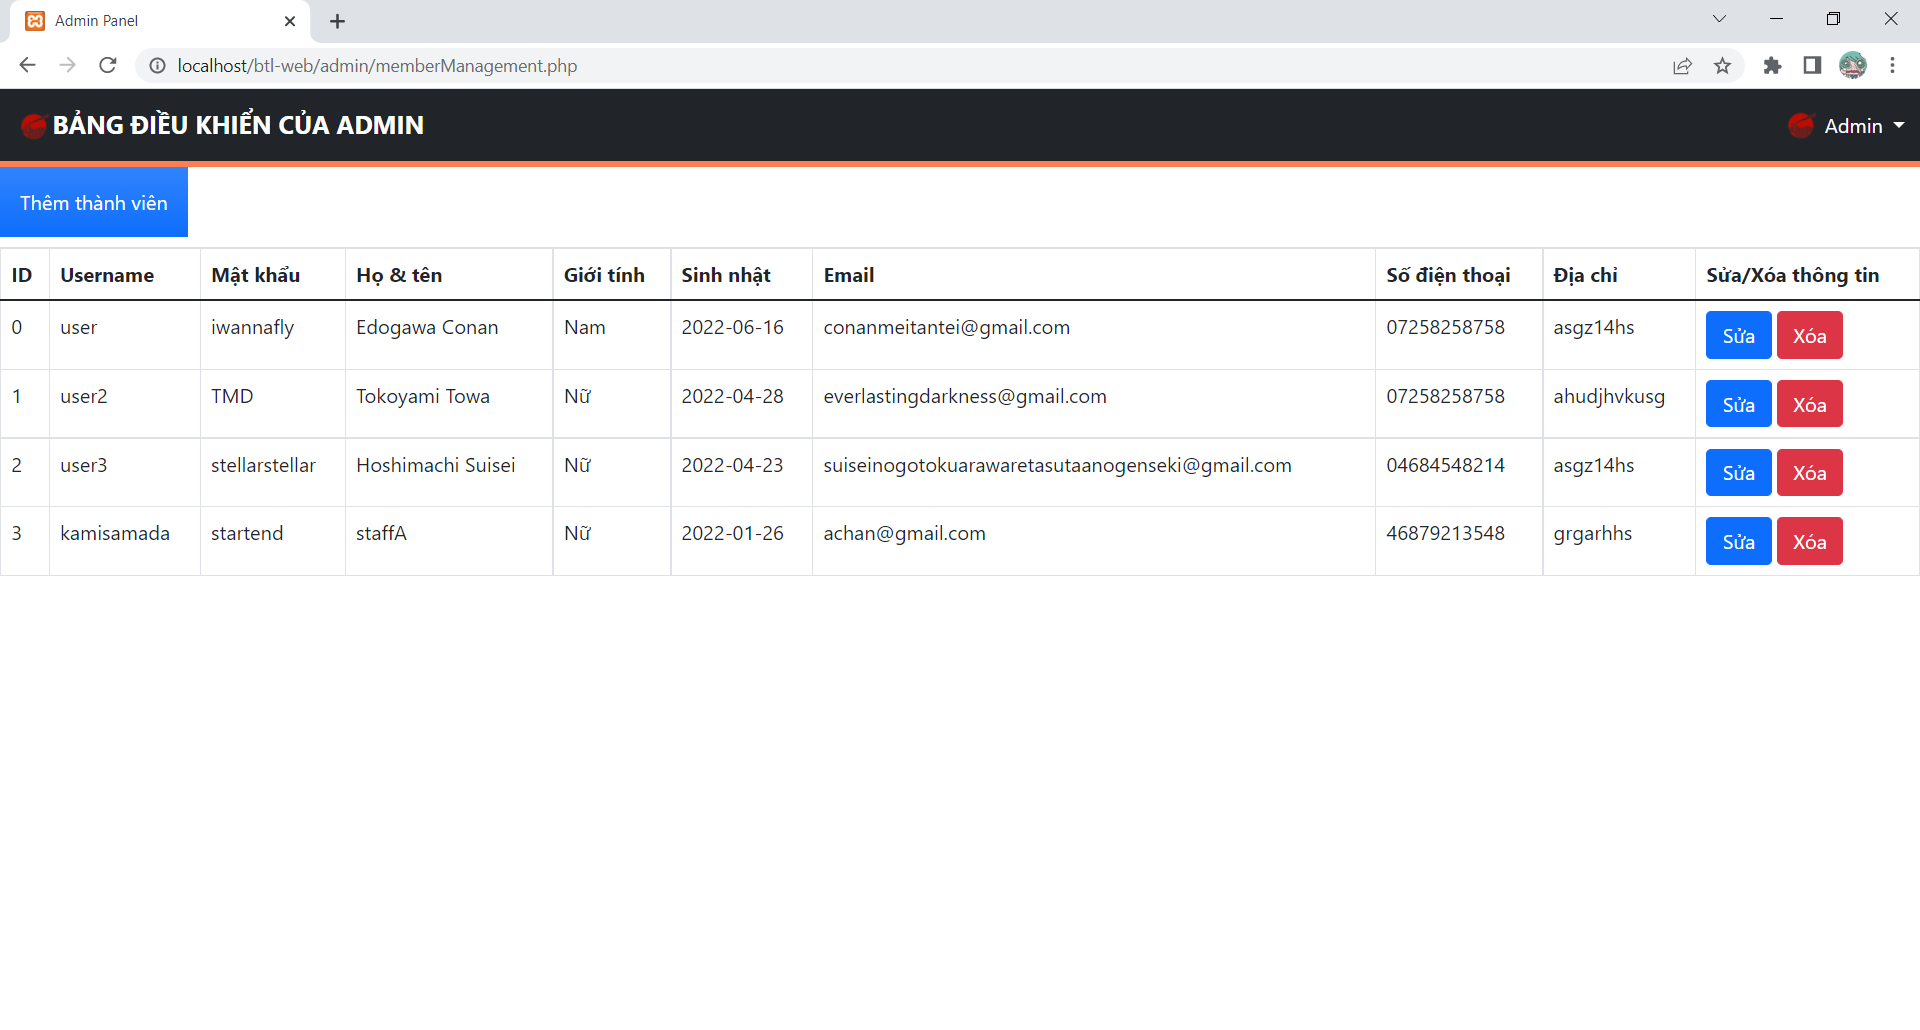 Admin Panel
localhost/btl-web/admin/memberManagement.php
BẢNG ĐIỀU KHIỂN CỦA ADMIN
Admin
Thêm thành viên
ID Username Mật khẩu Họ & tên Giới tính Sinh nhật Email Số điện thoại Địa chỉ Sửa/Xóa thông tin
0 user iwannafly Edogawa Conan Nam 2022-06-16 conanmeitantei@gmail.com 07258258758 asgz14hs Sửa Xóa
1 user2 TMD Tokoyami Towa Nữ 2022-04-28 everlastingdarkness@gmail.com 07258258758 ahudjhvkusg Sửa Xóa
2 user3 stellarstellar Hoshimachi Suisei Nữ 2022-04-23 suiseinogotokuarawaretasutaanogenseki@gmail.com 04684548214 asgz14hs Sửa Xóa
3 kamisamada startend staffA Nữ 2022-01-26 achan@gmail.com 46879213548 grgarhhs Sửa Xóa